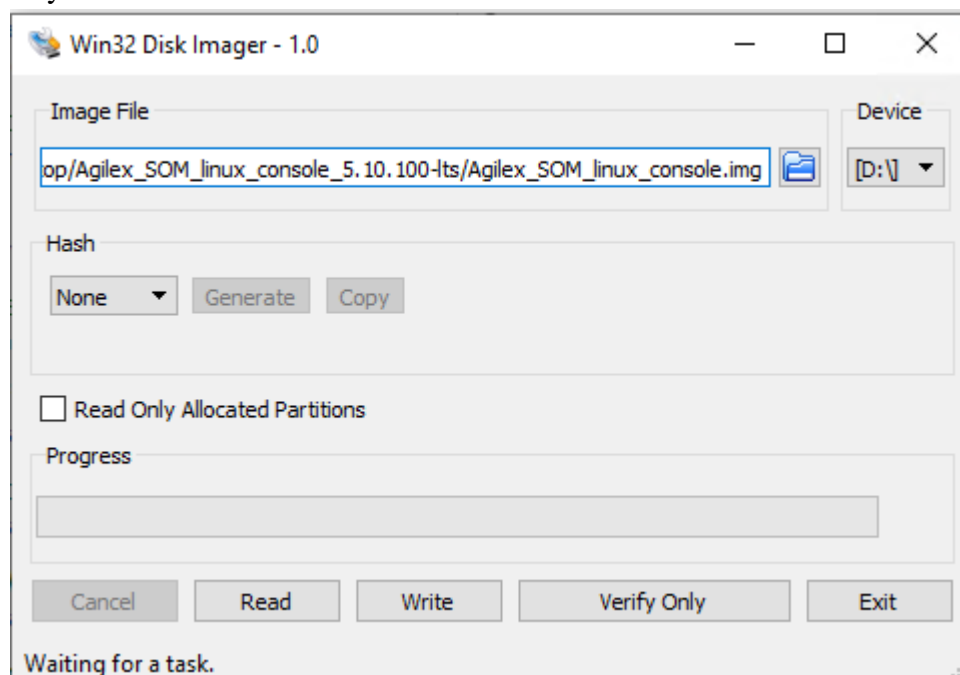 Win32 Disk Imager - 1.0
Image File
Device
op/Agilex_SOM_linux_console_5.10.100-lts/Agilex_SOM_linux_console.img
[D:\]
Hash
None
Generate
Copy
Read Only Allocated Partitions
Progress
Cancel
Read
Write
Verify Only
Exit
Waiting for a task.